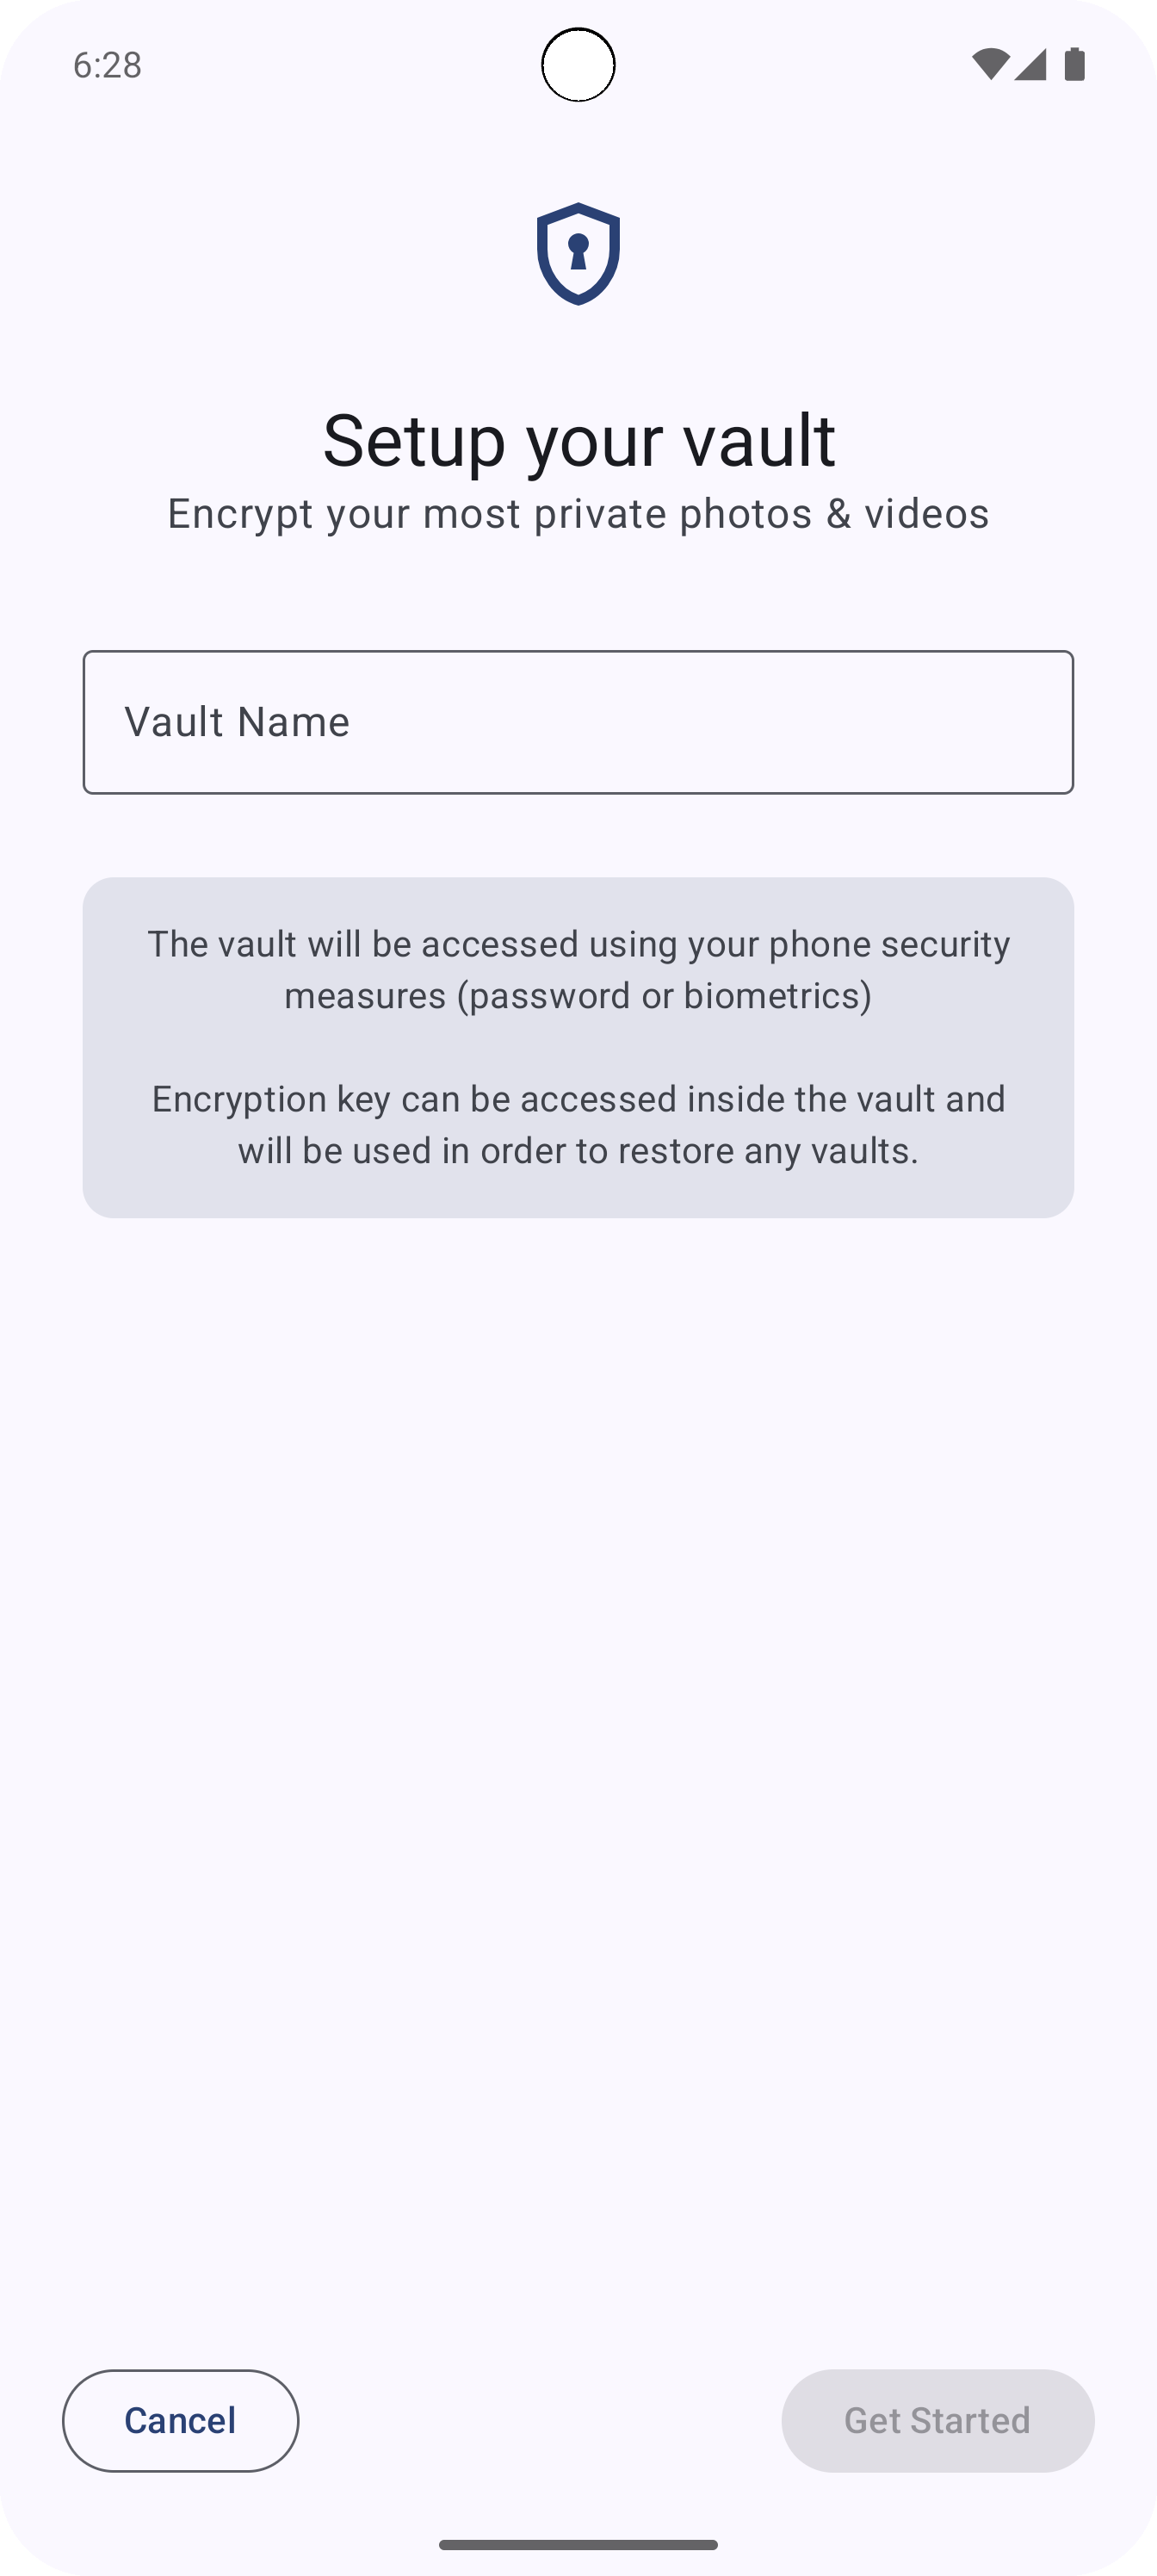 6:28
Setup your vault
Encrypt your most private photos & videos
Vault Name
The vault will be accessed using your phone security
measures (password or biometrics)
Encryption key can be accessed inside the vault and
will be used in order to restore any vaults.
Cancel
Get Started